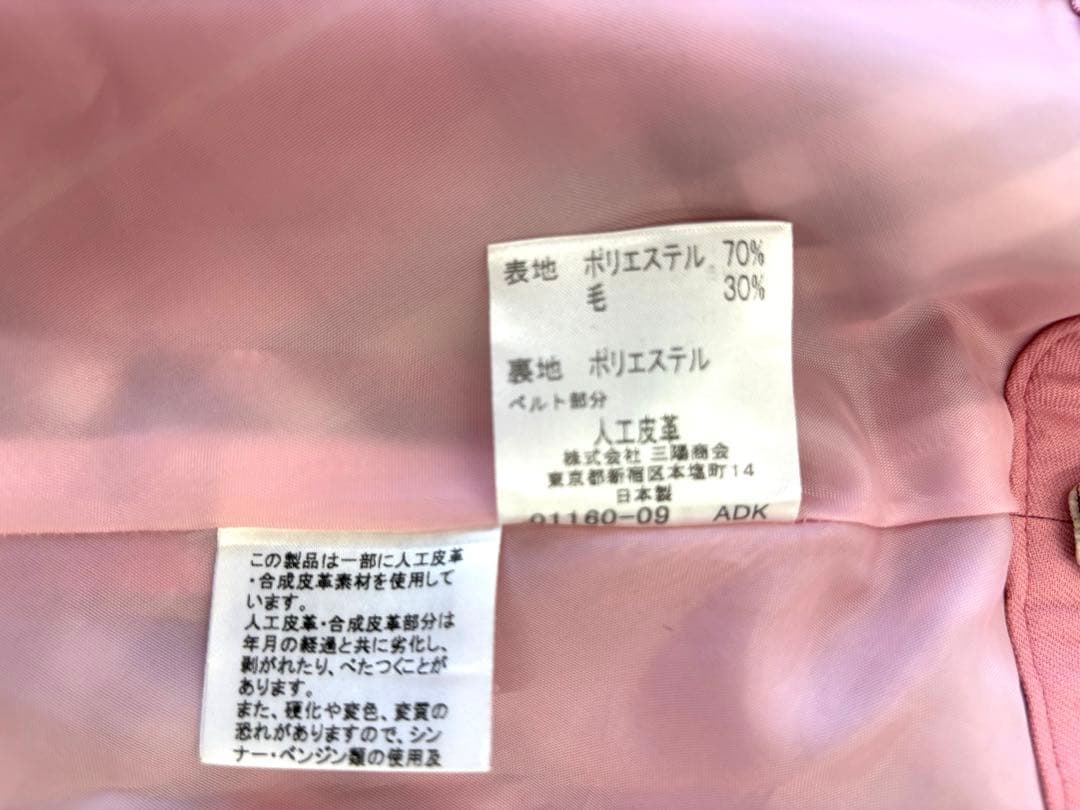 表地 ポリエステル 70%
毛 30%
裏地 ポリエステル
ベルト部分
人工皮革
株式会社 三陽商会
東京都新宿区本塩町14
日本製
01160-09 ADK
この製品は一部に人工皮革
・合成皮革素材を使用して
います。
人工皮革・合成皮革部分は
年月の経過と共に劣化し、
剥がれたり、べたつくことが
あります。
また、硬化や変色、変質の
恐れがありますので、シン
ナー・ベンジン類の使用及